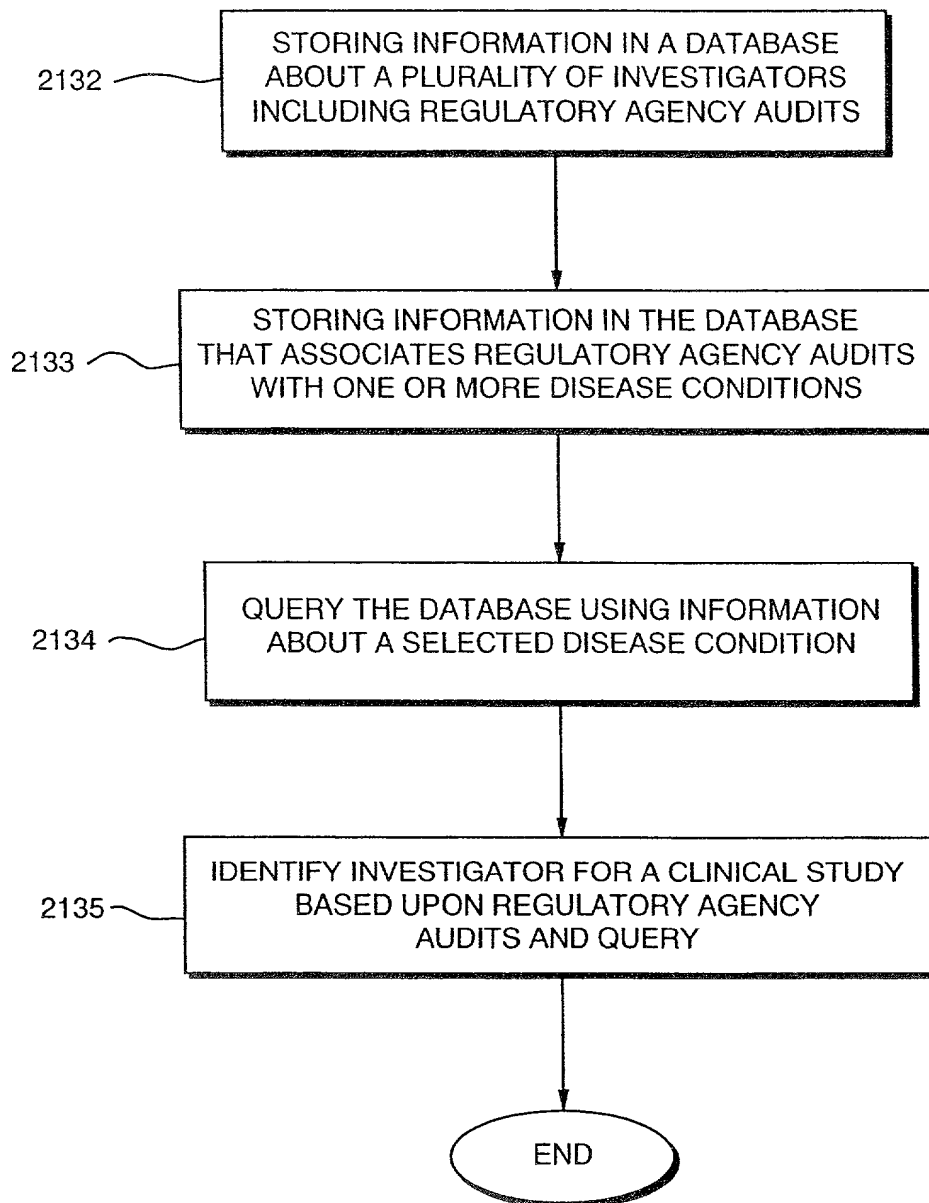 2132
STORING INFORMATION IN A DATABASE
ABOUT A PLURALITY OF INVESTIGATORS
INCLUDING REGULATORY AGENCY AUDITS
2133
STORING INFORMATION IN THE DATABASE
THAT ASSOCIATES REGULATORY AGENCY AUDITS
WITH ONE OR MORE DISEASE CONDITIONS
2134
QUERY THE DATABASE USING INFORMATION
ABOUT A SELECTED DISEASE CONDITION
2135
IDENTIFY INVESTIGATOR FOR A CLINICAL STUDY
BASED UPON REGULATORY AGENCY
AUDITS AND QUERY
END